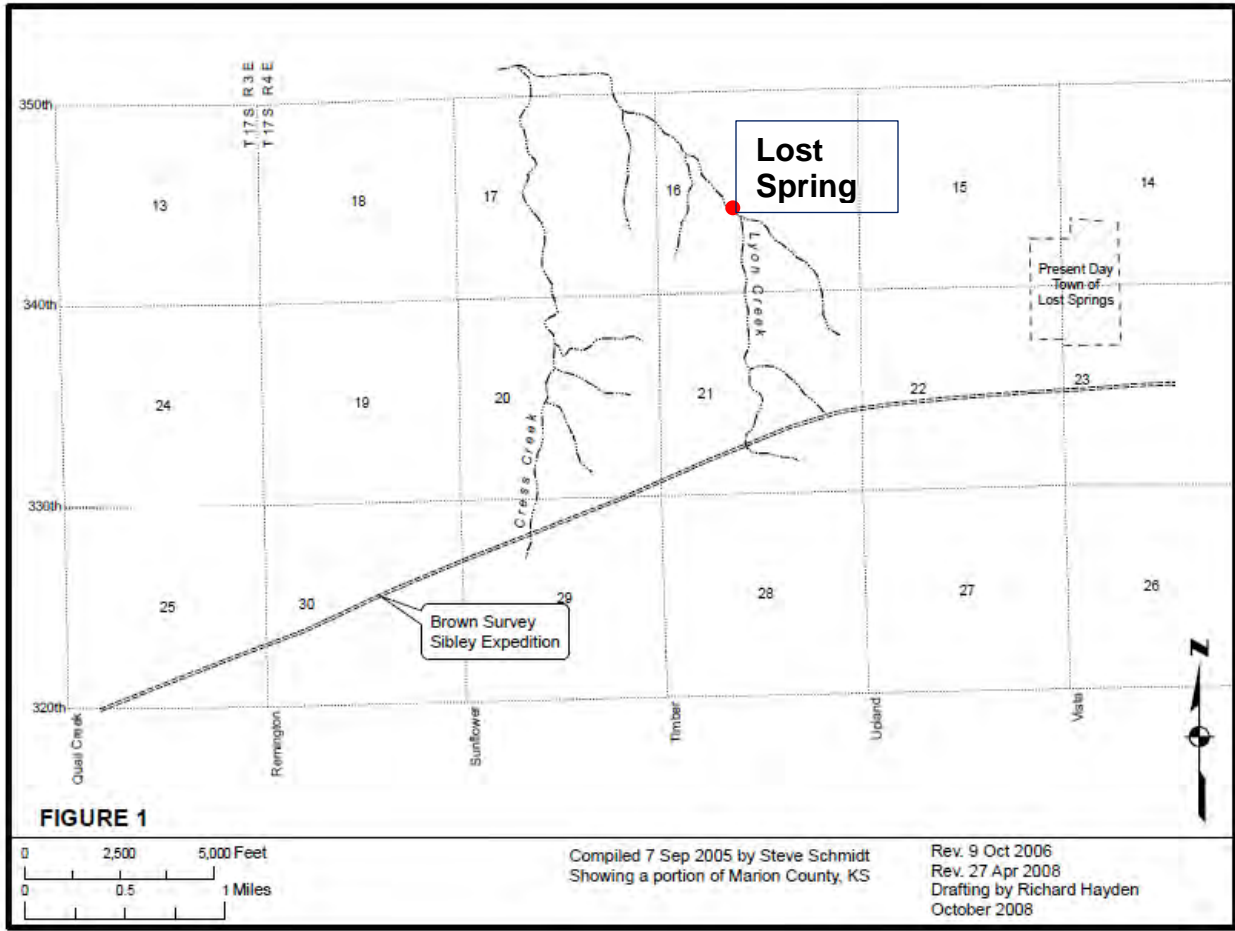 T 17 S R 3 E
T 17 S R 4 E
350th
Lost
Spring
13
18
17
16
15
14
Lyon Creek
Present Day
Town of
Lost Springs
340th
24
19
20
21
22
23
Cress Creek
330th
25
30
29
28
27
26
Brown Survey
Sibley Expedition
320th
Quail Creek
Remington
Sunflower
Timber
Upland
Vista
N
FIGURE 1
0 2,500 5,000 Feet
0 0.5 1 Miles
Compiled 7 Sep 2005 by Steve Schmidt
Showing a portion of Marion County, KS
Rev. 9 Oct 2006
Rev. 27 Apr 2008
Drafting by Richard Hayden
October 2008